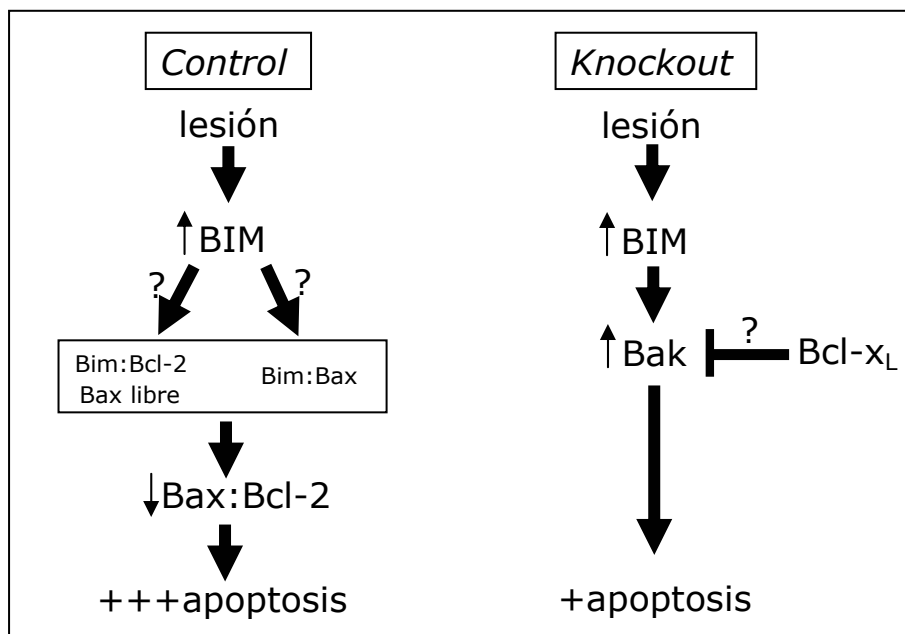 Control
lesión
↑BIM
? ?
Bim:Bcl-2
Bax libre
Bim:Bax
↓Bax:Bcl-2
+++apoptosis
Knockout
lesión
↑BIM
?
↑Bak
Bcl-xL
+apoptosis